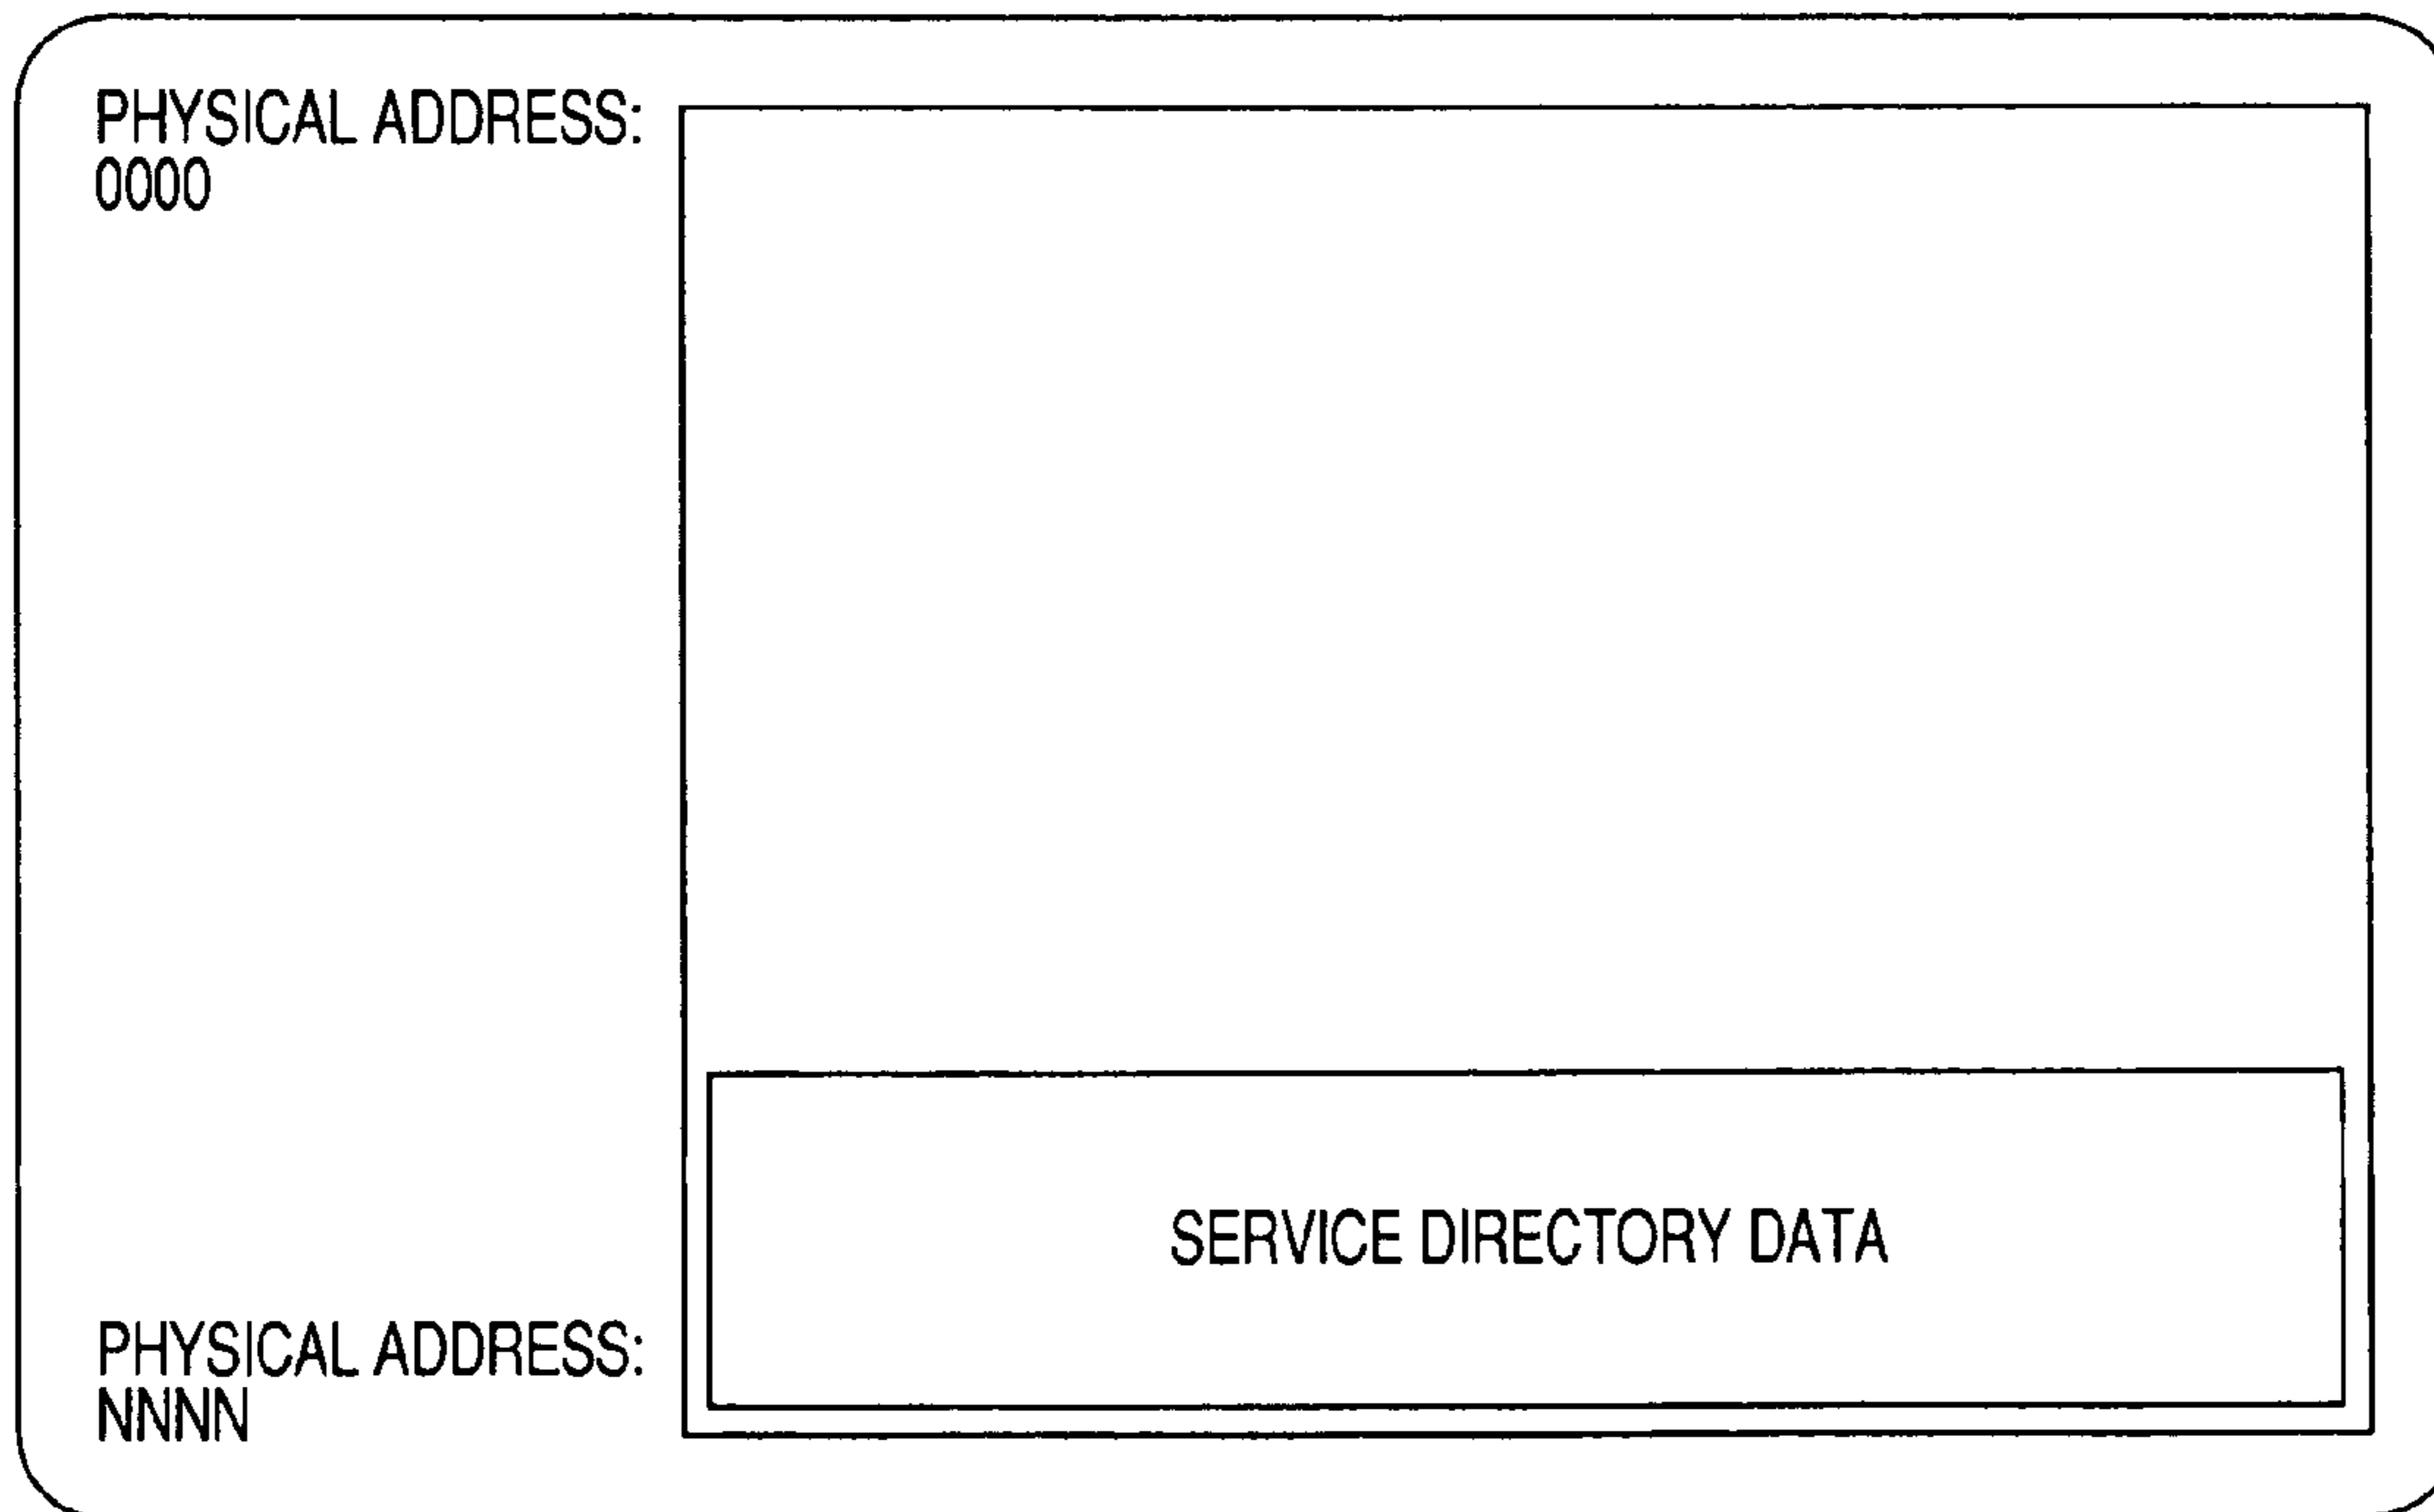 PHYSICAL ADDRESS:
0000
SERVICE DIRECTORY DATA
PHYSICAL ADDRESS:
NNNN